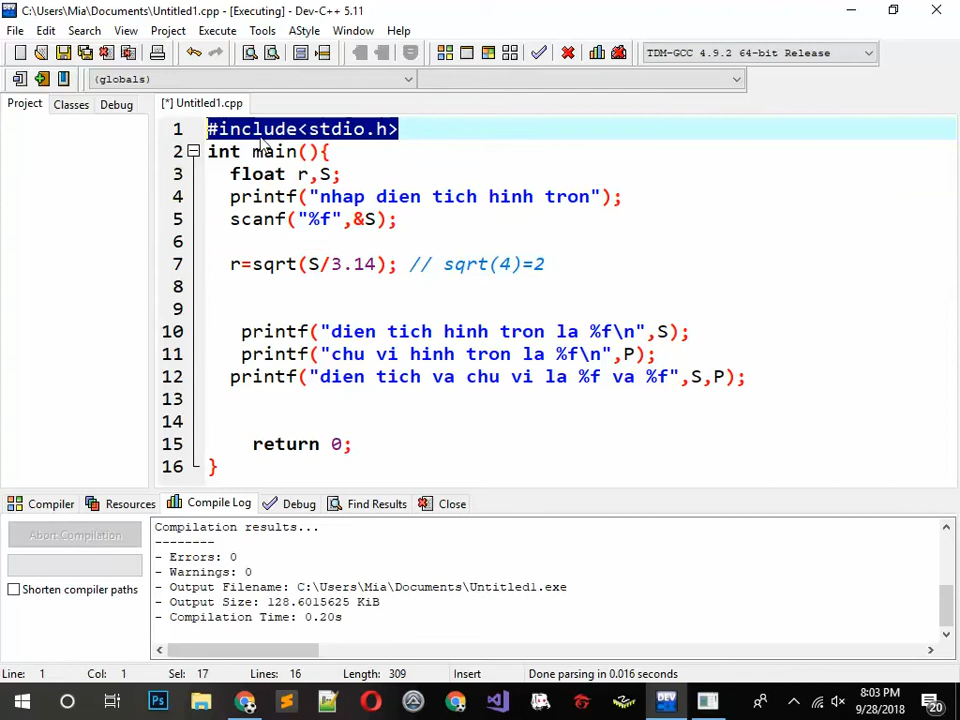 C:\Users\Mia\Documents\Untitled1.cpp - [Executing] - Dev-C++ 5.11
File Edit Search View Project Execute Tools AStyle Window Help
TDM-GCC 4.9.2 64-bit Release
(globals)
Project Classes Debug [*] Untitled1.cpp
1 #include<stdio.h>
2 int main(){
3 float r,S;
4 printf("nhap dien tich hinh tron");
5 scanf("%f",&S);
6
7 r=sqrt(S/3.14); // sqrt(4)=2
8
9
10 printf("dien tich hinh tron la %f\n",S);
11 printf("chu vi hinh tron la %f\n",P);
12 printf("dien tich va chu vi la %f va %f",S,P);
13
14
15 return 0;
16 }
Compiler Resources Compile Log Debug Find Results Close
Abort Compilation
Shorten compiler paths
Compilation results...
--------
- Errors: 0
- Warnings: 0
- Output Filename: C:\Users\Mia\Documents\Untitled1.exe
- Output Size: 128.6015625 KiB
- Compilation Time: 0.20s
Line: 1 Col: 1 Sel: 17 Lines: 16 Length: 309 Insert Done parsing in 0.016 seconds
Ps DEV 8:03 PM
9/28/2018 20